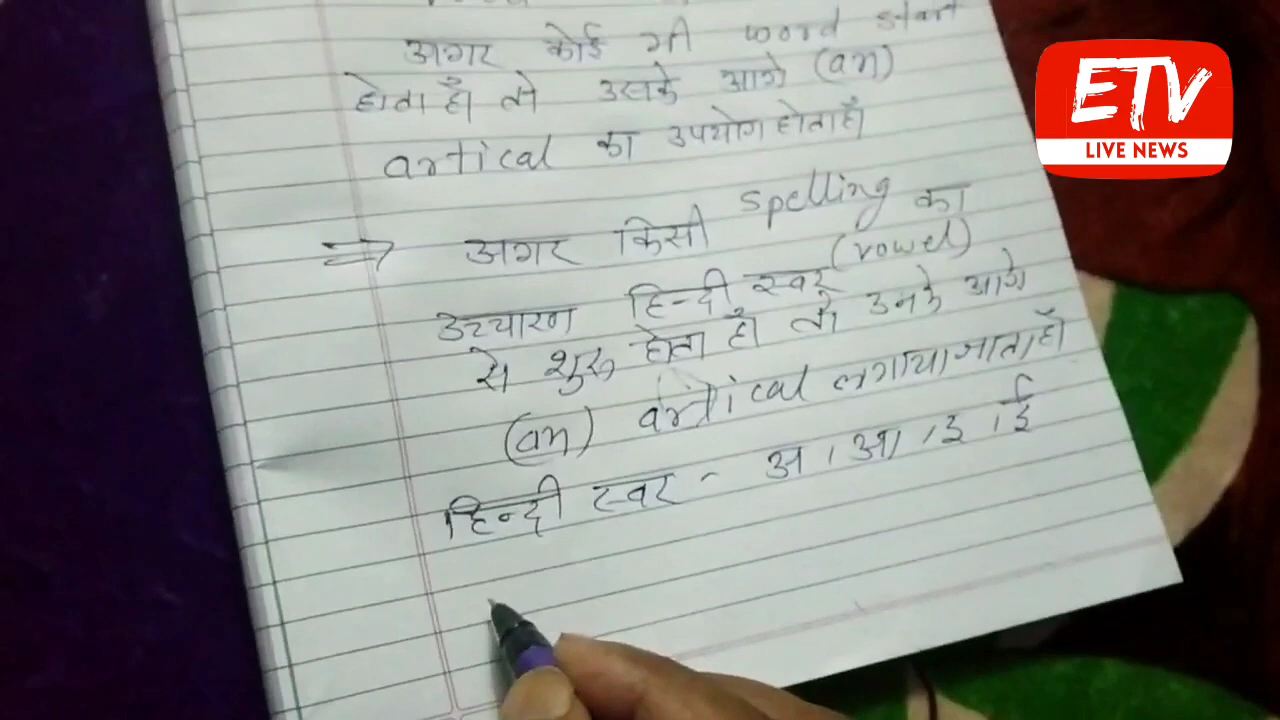 अगर कोई भी word start
होता है। तो उसके आगे (an)
artical का उपयोग होता है।
⇒ अगर किसी spelling का
उच्चारण हिन्दी स्वर (vowel)
से शुरू होता है। तो उनके आगे
(an) artical लगाया जाता है।
हिन्दी स्वर - अ । आ । इ । ई
ETV
LIVE NEWS